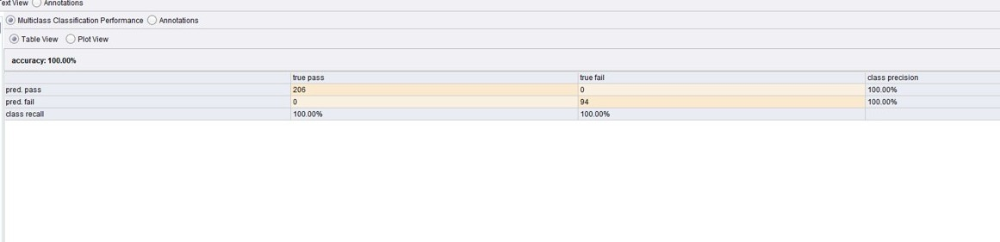 ext View Annotations
Multiclass Classification Performance Annotations
Table View Plot View
accuracy: 100.00%
true pass true fail class precision
pred. pass 206 0 100.00%
pred. fail 0 94 100.00%
class recall 100.00% 100.00%